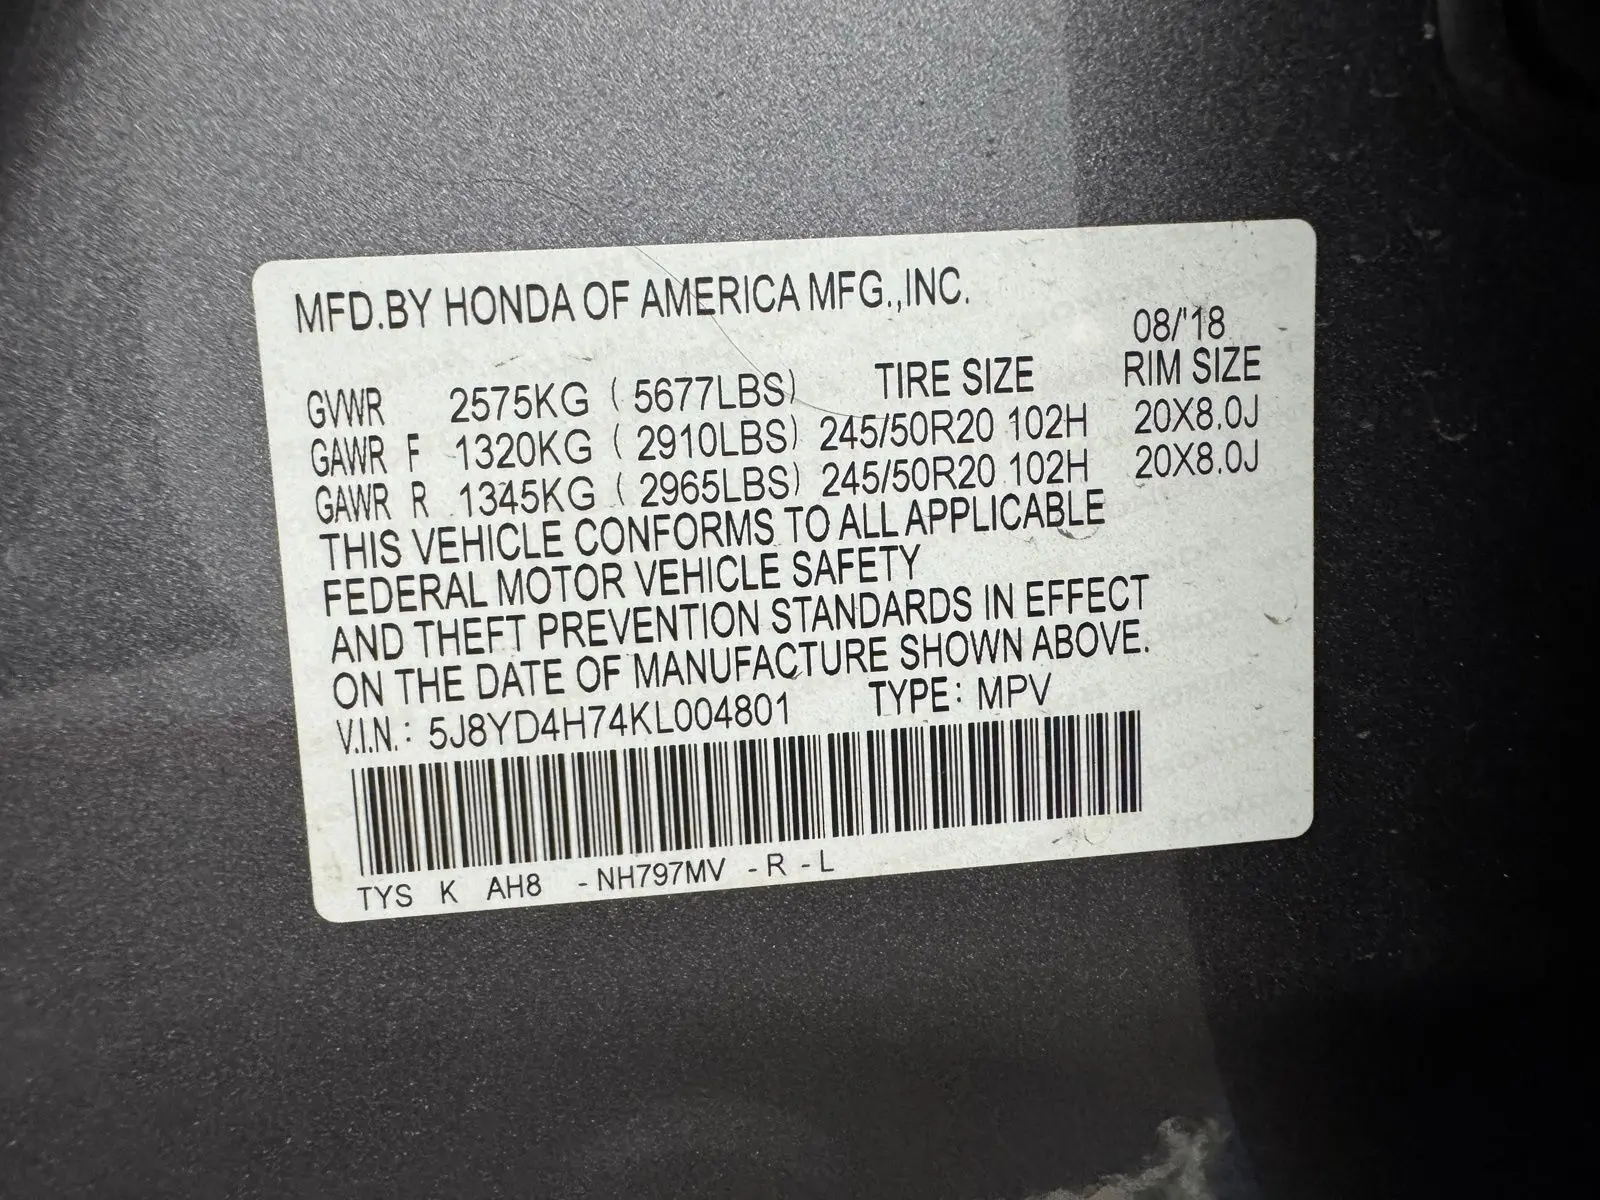 MFD.BY HONDA OF AMERICA MFG.,INC.
08/'18
TIRE SIZE RIM SIZE
GVWR 2575KG ( 5677LBS)
GAWR F 1320KG ( 2910LBS) 245/50R20 102H 20X8.0J
GAWR R 1345KG ( 2965LBS) 245/50R20 102H 20X8.0J
THIS VEHICLE CONFORMS TO ALL APPLICABLE
FEDERAL MOTOR VEHICLE SAFETY
AND THEFT PREVENTION STANDARDS IN EFFECT
ON THE DATE OF MANUFACTURE SHOWN ABOVE.
V.I.N.: 5J8YD4H74KL004801 TYPE: MPV
TYS K AH8 -NH797MV -R -L